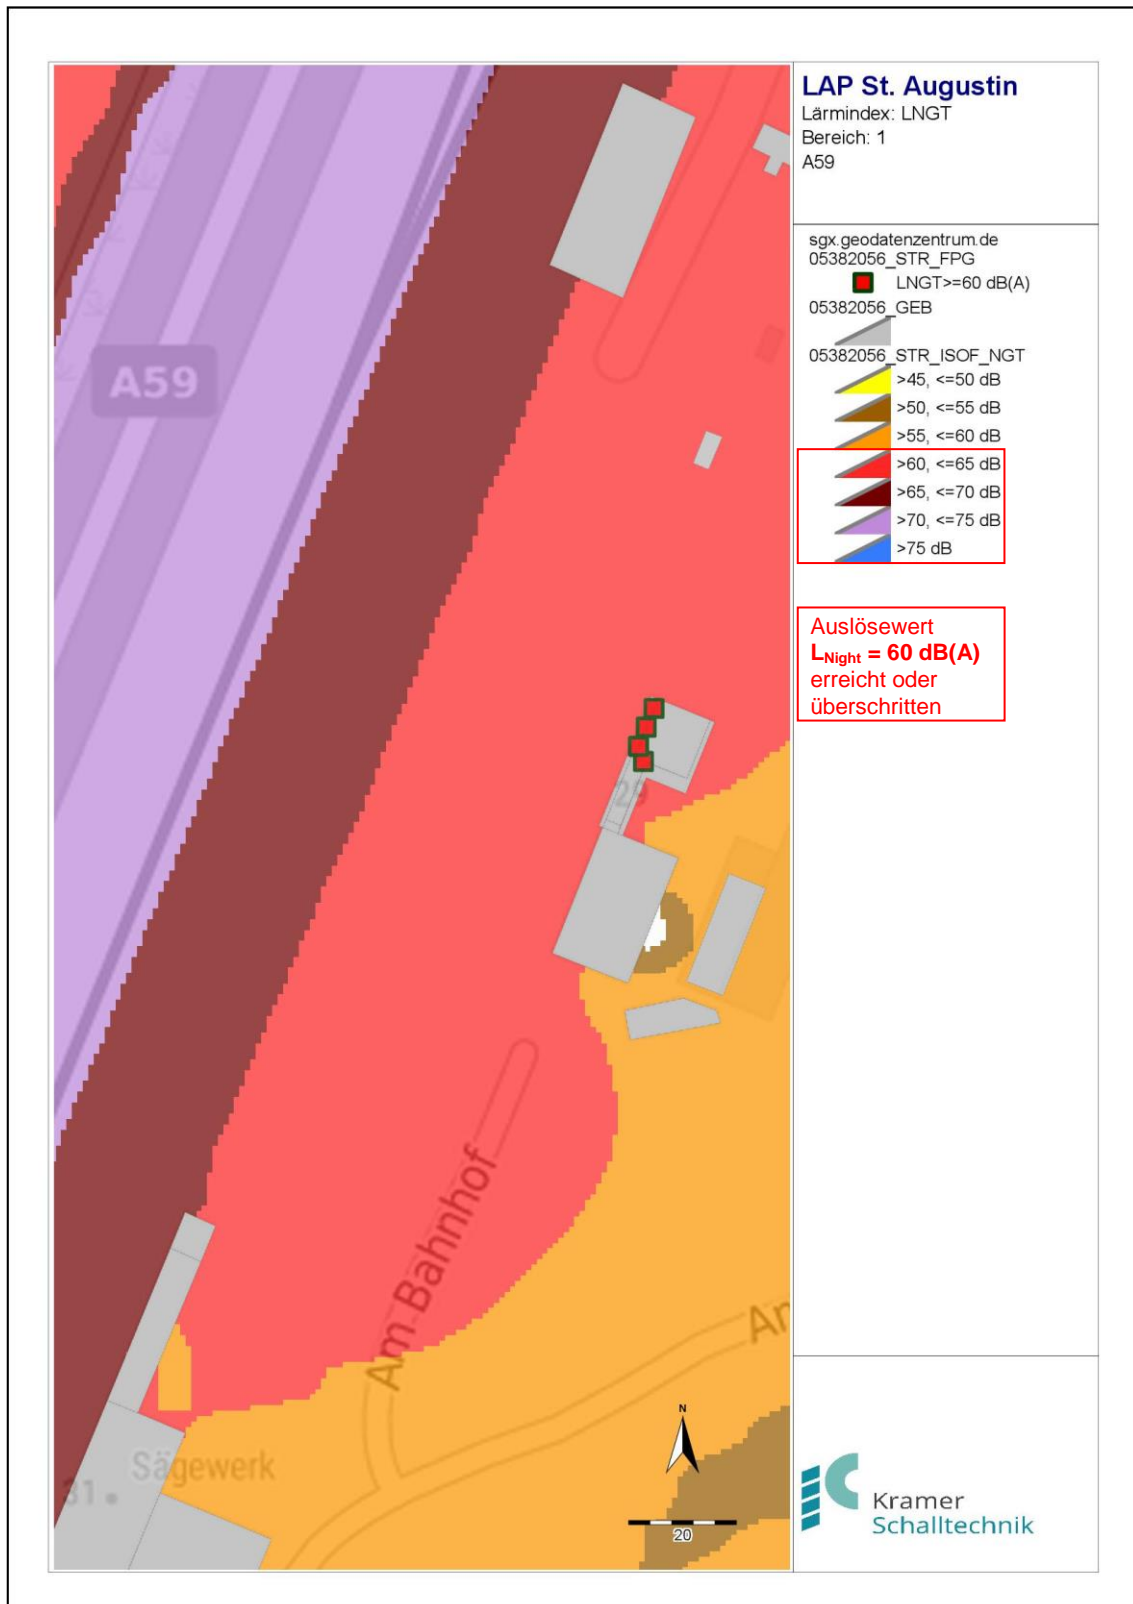 LAP St. Augustin
Lärmindex: LNGT
Bereich: 1
A59
sgx.geodatenzentrum.de
05382056_STR_FPG
LNGT>=60 dB(A)
05382056_GEB
05382056_STR_ISOF_NGT
>45, <=50 dB
>50, <=55 dB
>55, <=60 dB
>60, <=65 dB
>65, <=70 dB
>70, <=75 dB
>75 dB
Auslösewert
LNight = 60 dB(A)
erreicht oder
überschritten
A59
29
Am Bahnhof
Sägewerk
31
N
20
Kramer
Schalltechnik